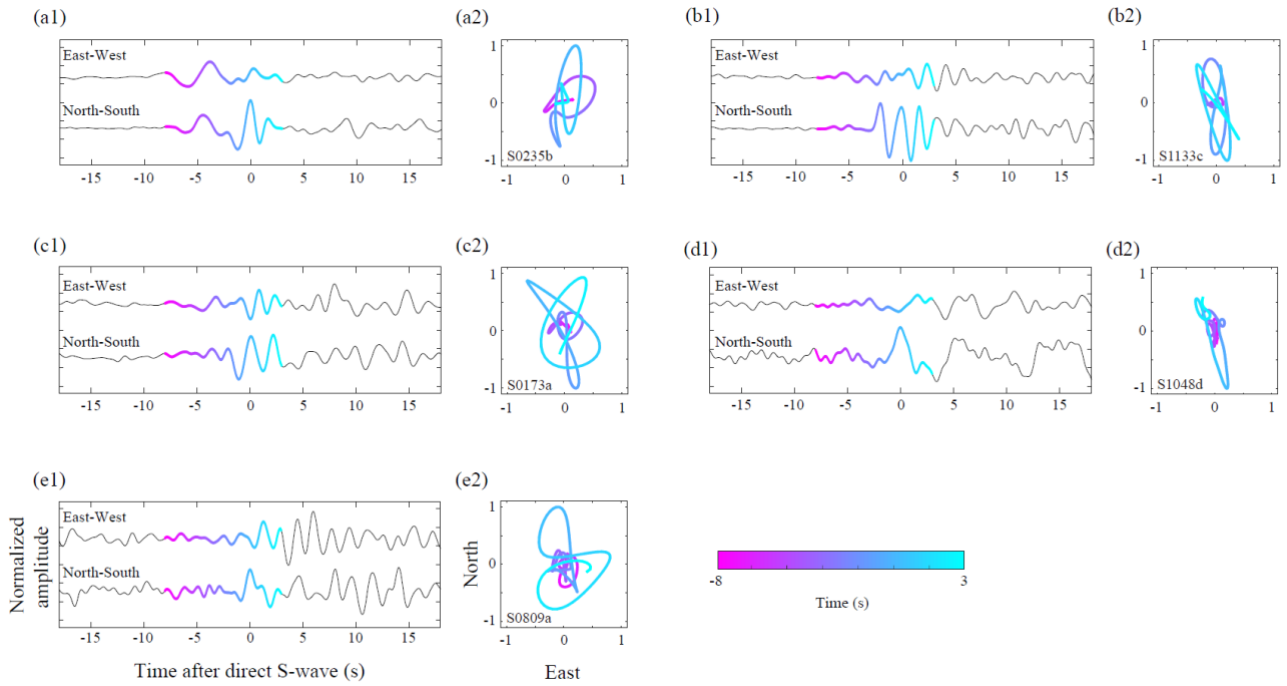 (a1)
East-West
North-South
-15 -10 -5 0 5 10 15
(a2)
1
0
-1
S0235b
-1 0 1
(b1)
East-West
North-South
-15 -10 -5 0 5 10 15
(b2)
1
0
-1
S1133c
-1 0 1
(c1)
East-West
North-South
-15 -10 -5 0 5 10 15
(c2)
1
0
-1
S0173a
-1 0 1
(d1)
East-West
North-South
-15 -10 -5 0 5 10 15
(d2)
1
0
-1
S1048d
-1 0 1
(e1)
East-West
North-South
Normalized
amplitude
-15 -10 -5 0 5 10 15
Time after direct S-wave (s)
(e2)
North
1
0
-1
S0809a
-1 0 1
East
-8 3
Time (s)